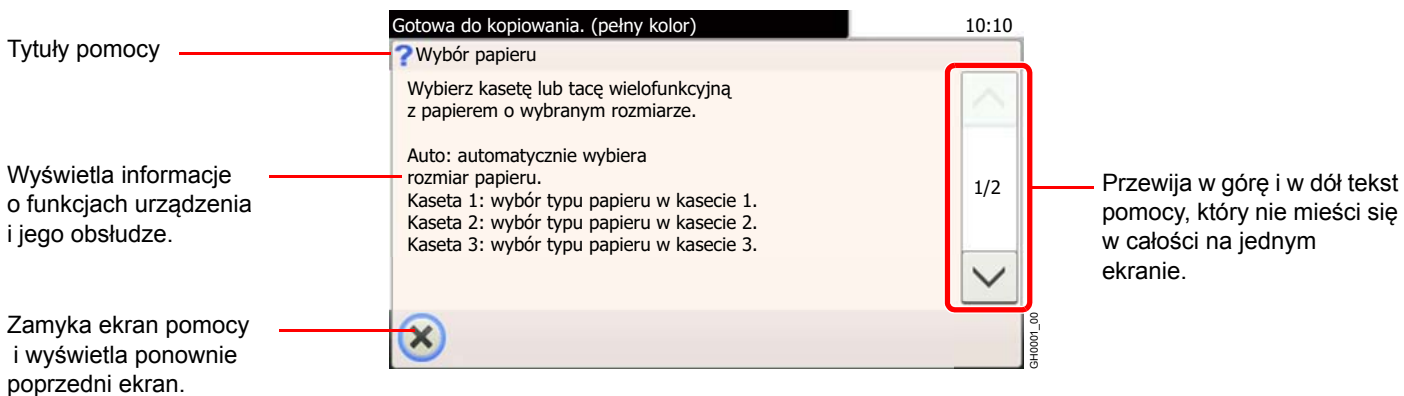 Gotowa do kopiowania. (pełny kolor) 10:10
Tytuły pomocy
?Wybór papieru
Wybierz kasetę lub tacę wielofunkcyjną
z papierem o wybranym rozmiarze.
Auto: automatycznie wybiera
rozmiar papieru.
Kaseta 1: wybór typu papieru w kasecie 1.
Kaseta 2: wybór typu papieru w kasecie 2.
Kaseta 3: wybór typu papieru w kasecie 3.
1/2
Wyświetla informacje
o funkcjach urządzenia
i jego obsłudze.
Przewija w górę i w dół tekst
pomocy, który nie mieści się
w całości na jednym
ekranie.
Zamyka ekran pomocy
i wyświetla ponownie
poprzedni ekran.
GH0001_00